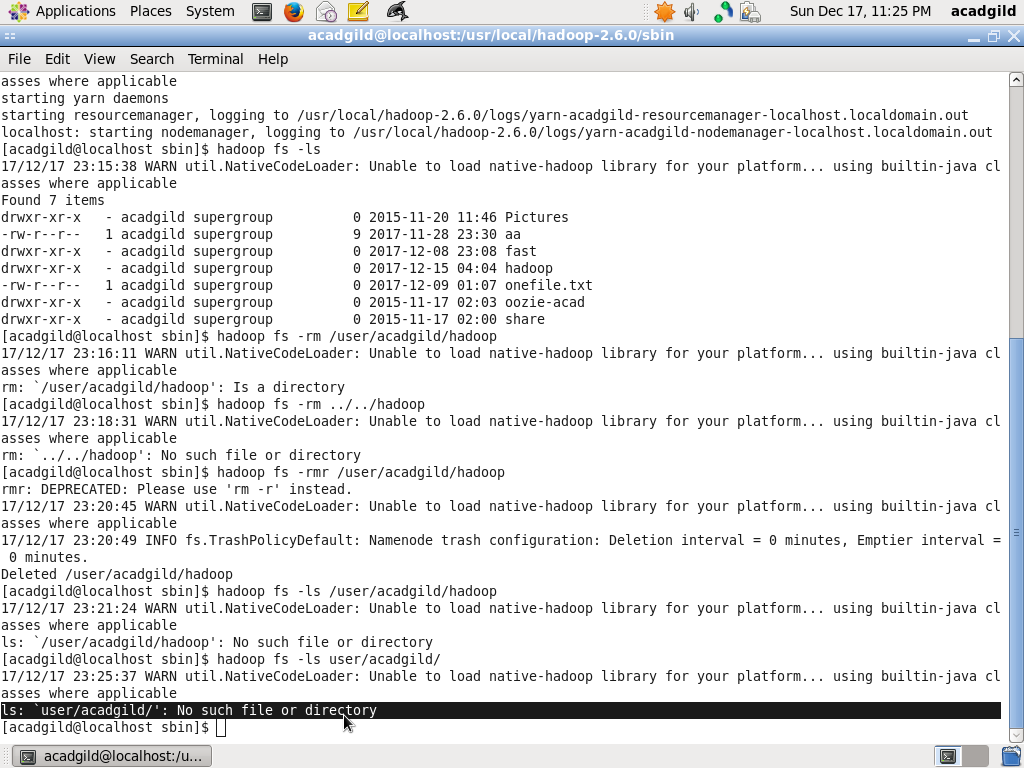 Applications Places System Sun Dec 17, 11:25 PM acadgild
acadgild@localhost:/usr/local/hadoop-2.6.0/sbin
File Edit View Search Terminal Help
asses where applicable
starting yarn daemons
starting resourcemanager, logging to /usr/local/hadoop-2.6.0/logs/yarn-acadgild-resourcemanager-localhost.localdomain.out
localhost: starting nodemanager, logging to /usr/local/hadoop-2.6.0/logs/yarn-acadgild-nodemanager-localhost.localdomain.out
[acadgild@localhost sbin]$ hadoop fs -ls
17/12/17 23:15:38 WARN util.NativeCodeLoader: Unable to load native-hadoop library for your platform... using builtin-java cl
asses where applicable
Found 7 items
drwxr-xr-x   - acadgild supergroup          0 2015-11-20 11:46 Pictures
-rw-r--r--   1 acadgild supergroup          9 2017-11-28 23:30 aa
drwxr-xr-x   - acadgild supergroup          0 2017-12-08 23:08 fast
drwxr-xr-x   - acadgild supergroup          0 2017-12-15 04:04 hadoop
-rw-r--r--   1 acadgild supergroup          0 2017-12-09 01:07 onefile.txt
drwxr-xr-x   - acadgild supergroup          0 2015-11-17 02:03 oozie-acad
drwxr-xr-x   - acadgild supergroup          0 2015-11-17 02:00 share
[acadgild@localhost sbin]$ hadoop fs -rm /user/acadgild/hadoop
17/12/17 23:16:11 WARN util.NativeCodeLoader: Unable to load native-hadoop library for your platform... using builtin-java cl
asses where applicable
rm: `/user/acadgild/hadoop': Is a directory
[acadgild@localhost sbin]$ hadoop fs -rm ../../hadoop
17/12/17 23:18:31 WARN util.NativeCodeLoader: Unable to load native-hadoop library for your platform... using builtin-java cl
asses where applicable
rm: `../../hadoop': No such file or directory
[acadgild@localhost sbin]$ hadoop fs -rmr /user/acadgild/hadoop
rmr: DEPRECATED: Please use 'rm -r' instead.
17/12/17 23:20:45 WARN util.NativeCodeLoader: Unable to load native-hadoop library for your platform... using builtin-java cl
asses where applicable
17/12/17 23:20:49 INFO fs.TrashPolicyDefault: Namenode trash configuration: Deletion interval = 0 minutes, Emptier interval =
 0 minutes.
Deleted /user/acadgild/hadoop
[acadgild@localhost sbin]$ hadoop fs -ls /user/acadgild/hadoop
17/12/17 23:21:24 WARN util.NativeCodeLoader: Unable to load native-hadoop library for your platform... using builtin-java cl
asses where applicable
ls: `/user/acadgild/hadoop': No such file or directory
[acadgild@localhost sbin]$ hadoop fs -ls user/acadgild/
17/12/17 23:25:37 WARN util.NativeCodeLoader: Unable to load native-hadoop library for your platform... using builtin-java cl
asses where applicable
ls: `user/acadgild/': No such file or directory
[acadgild@localhost sbin]$
acadgild@localhost:/u...